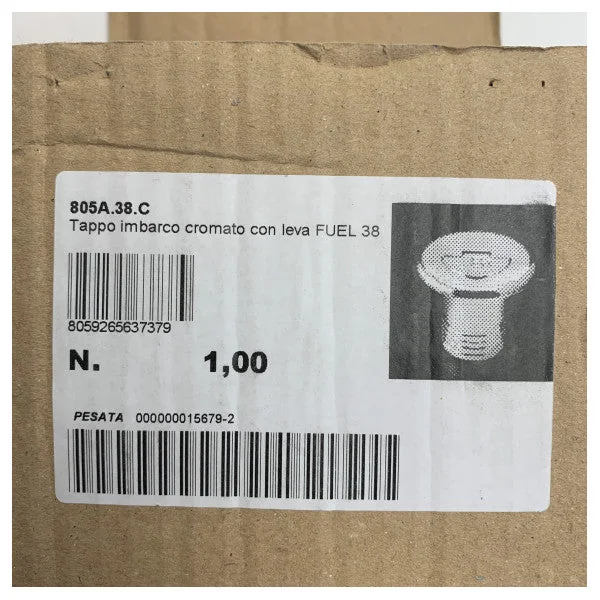 805A.38.C
Tappo imbarco cromato con leva FUEL 38
8059265637379
N. 1,00
PESATA 000000015679-2